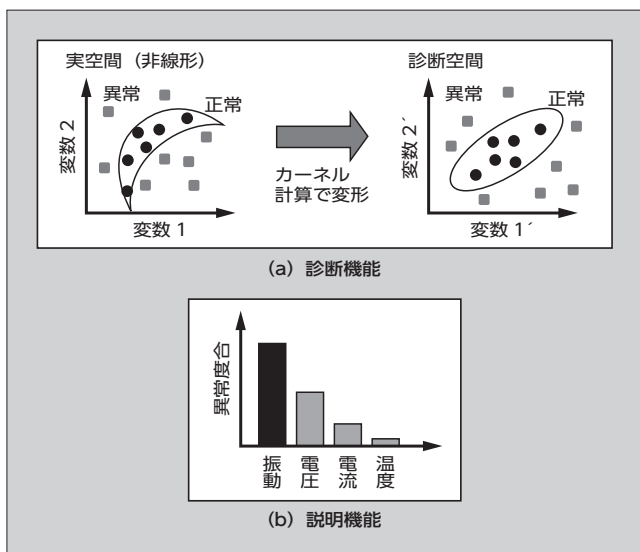 実空間（非線形）
異常
正常
変数 2
変数 1
カーネル
計算で変形
診断空間
異常
正常
変数 2´
変数 1´
(a) 診断機能
異常度合
振動
電圧
電流
温度
(b) 説明機能